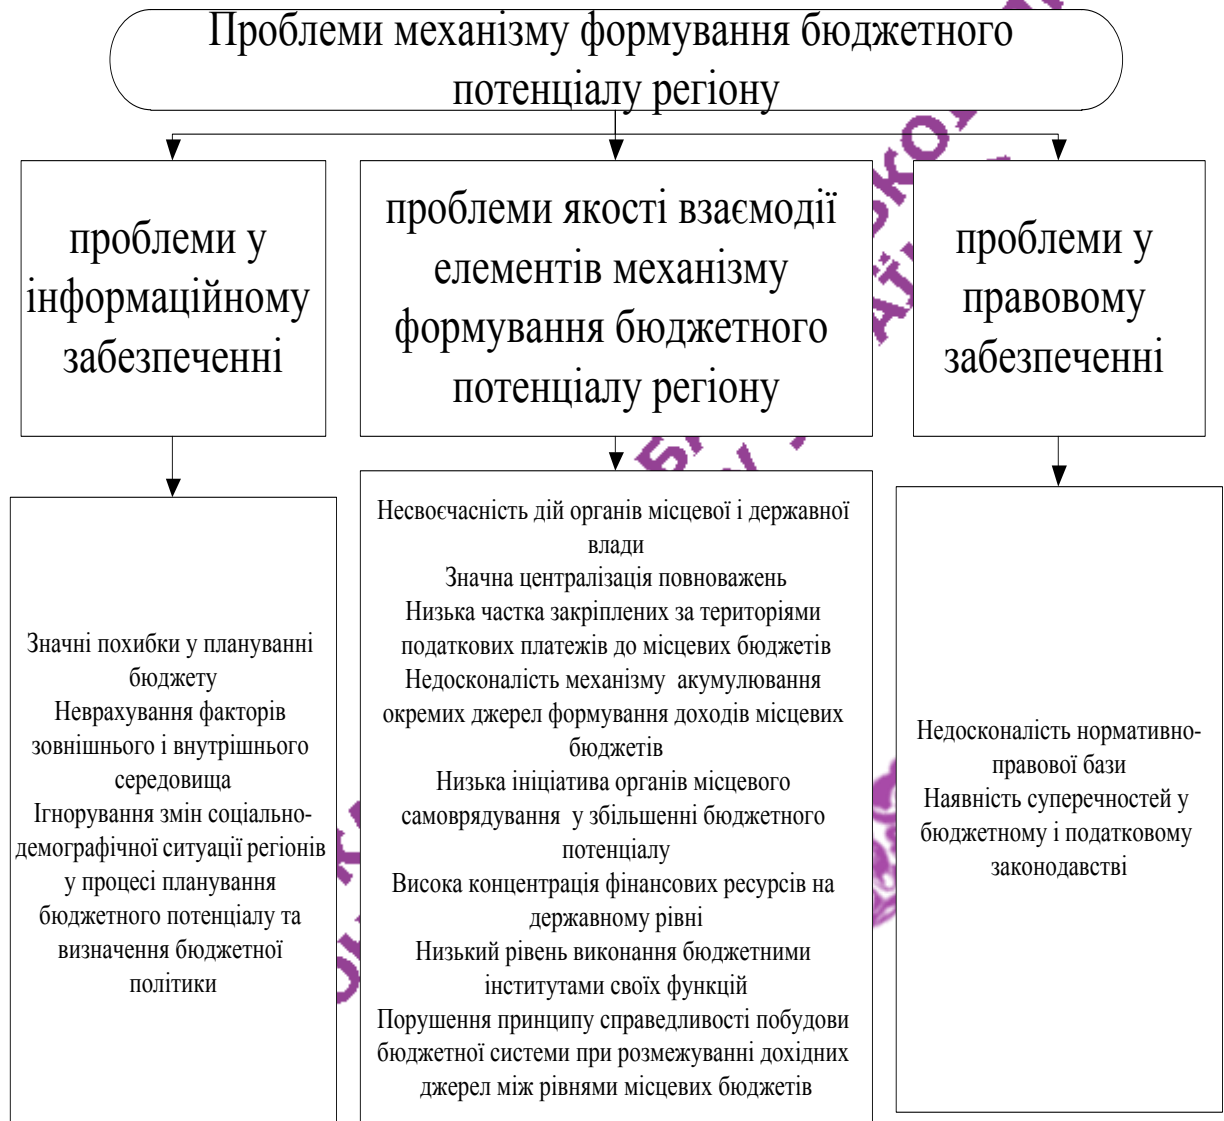 Проблеми механізму формування бюджетного
потенціалу регіону
проблеми у
інформаційному
забезпеченні
проблеми якості взаємодії
елементів механізму
формування бюджетного
потенціалу регіону
проблеми у
правовому
забезпеченні
Значні похибки у плануванні
бюджету
Неврахування факторів
зовнішнього і внутрішнього
середовища
Ігнорування змін соціально-
демографічної ситуації регіонів
у процесі планування
бюджетного потенціалу та
визначення бюджетної
політики
Несвоєчасність дій органів місцевої і державної
влади
Значна централізація повноважень
Низька частка закріплених за територіями
податкових платежів до місцевих бюджетів
Недосконалість механізму акумулювання
окремих джерел формування доходів місцевих
бюджетів
Низька ініціатива органів місцевого
самоврядування у збільшенні бюджетного
потенціалу
Висока концентрація фінансових ресурсів на
державному рівні
Низький рівень виконання бюджетними
інститутами своїх функцій
Порушення принципу справедливості побудови
бюджетної системи при розмежуванні дохідних
джерел між рівнями місцевих бюджетів
Недосконалість нормативно-
правової бази
Наявність суперечностей у
бюджетному і податковому
законодавстві